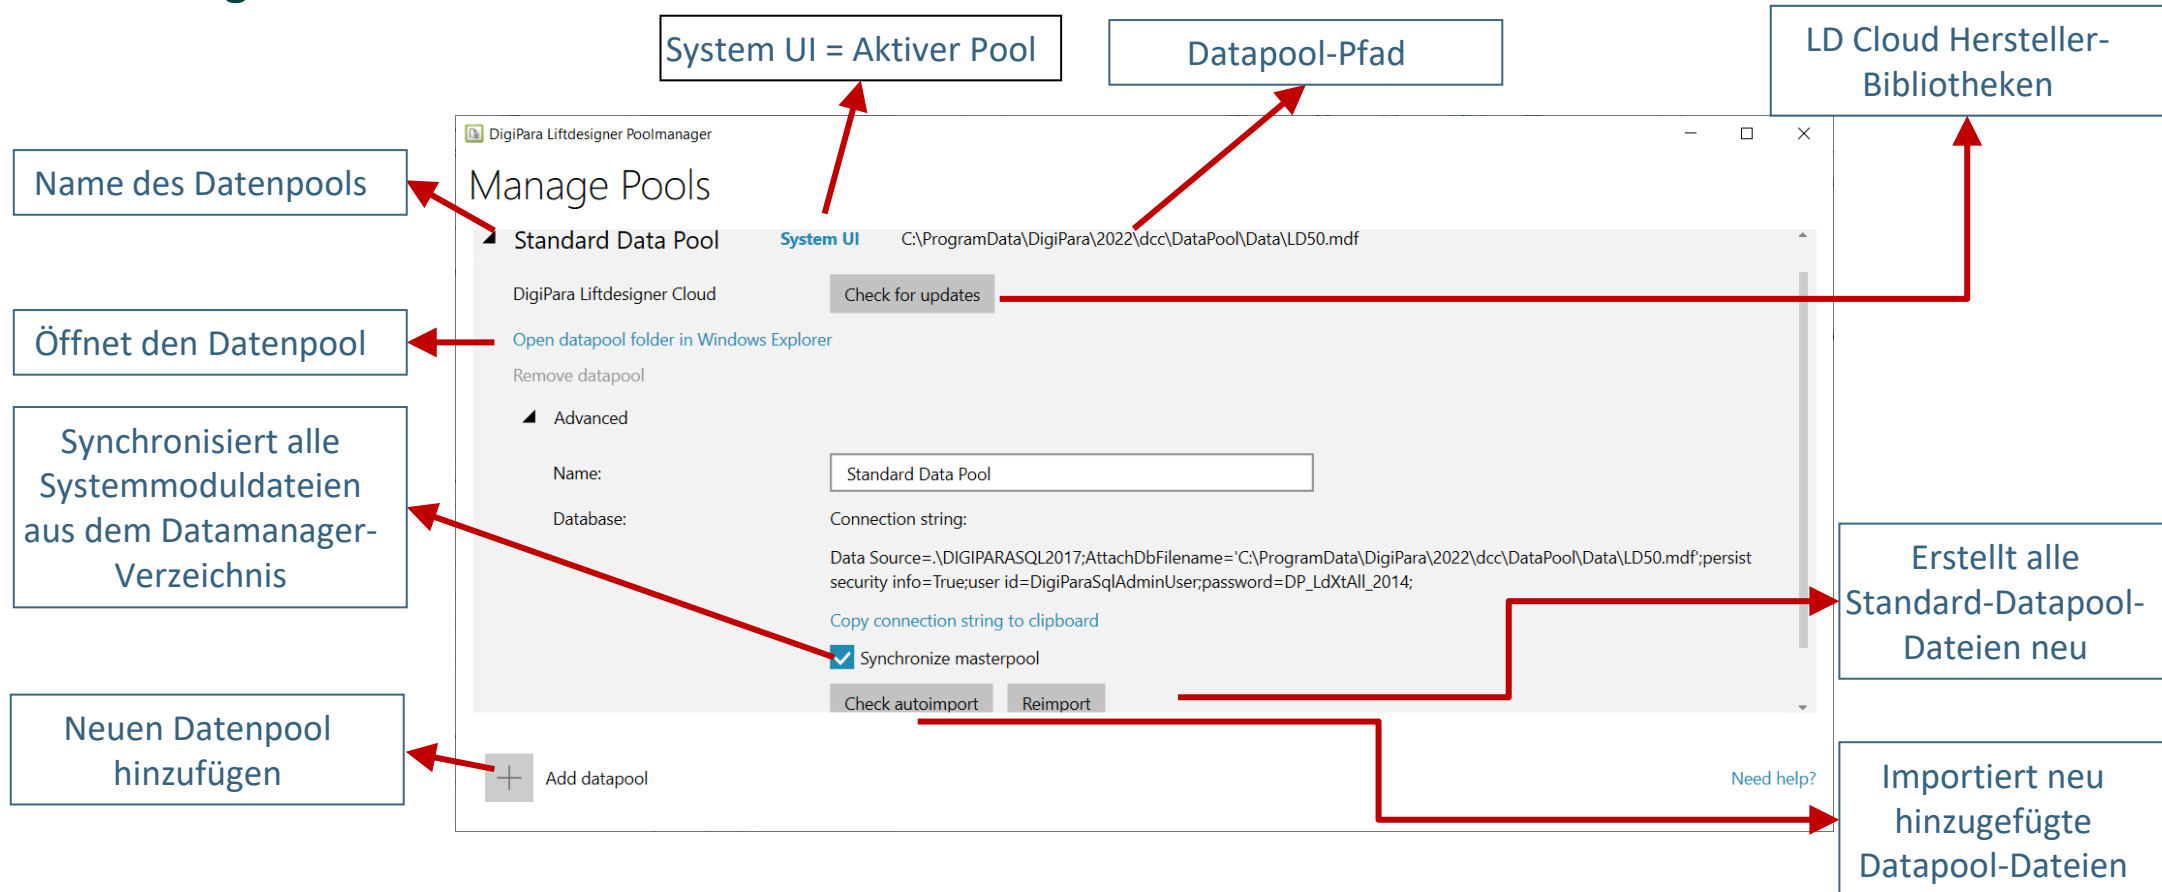 System UI = Aktiver Pool
Datapool-Pfad
LD Cloud Hersteller-
Bibliotheken
DigiPara Liftdesigner Poolmanager
Manage Pools
Name des Datenpools
Standard Data Pool System UI C:\ProgramData\DigiPara\2022\dcc\DataPool\Data\LD50.mdf
DigiPara Liftdesigner Cloud Check for updates
Öffnet den Datenpool
Open datapool folder in Windows Explorer
Remove datapool
Advanced
Synchronisiert alle
Systemmoduldateien
aus dem Datamanager-
Verzeichnis
Name: Standard Data Pool
Database: Connection string:
Data Source=.\DIGIPARASQL2017;AttachDbFilename='C:\ProgramData\DigiPara\2022\dcc\DataPool\Data\LD50.mdf';persist
security info=True;user id=DigiParaSqlAdminUser;password=DP_LdXtAll_2014;
Copy connection string to clipboard
Synchronize masterpool
Check autoimport Reimport
Erstellt alle
Standard-Datapool-
Dateien neu
Neuen Datenpool
hinzufügen
Add datapool
Need help?
Importiert neu
hinzugefügte
Datapool-Dateien